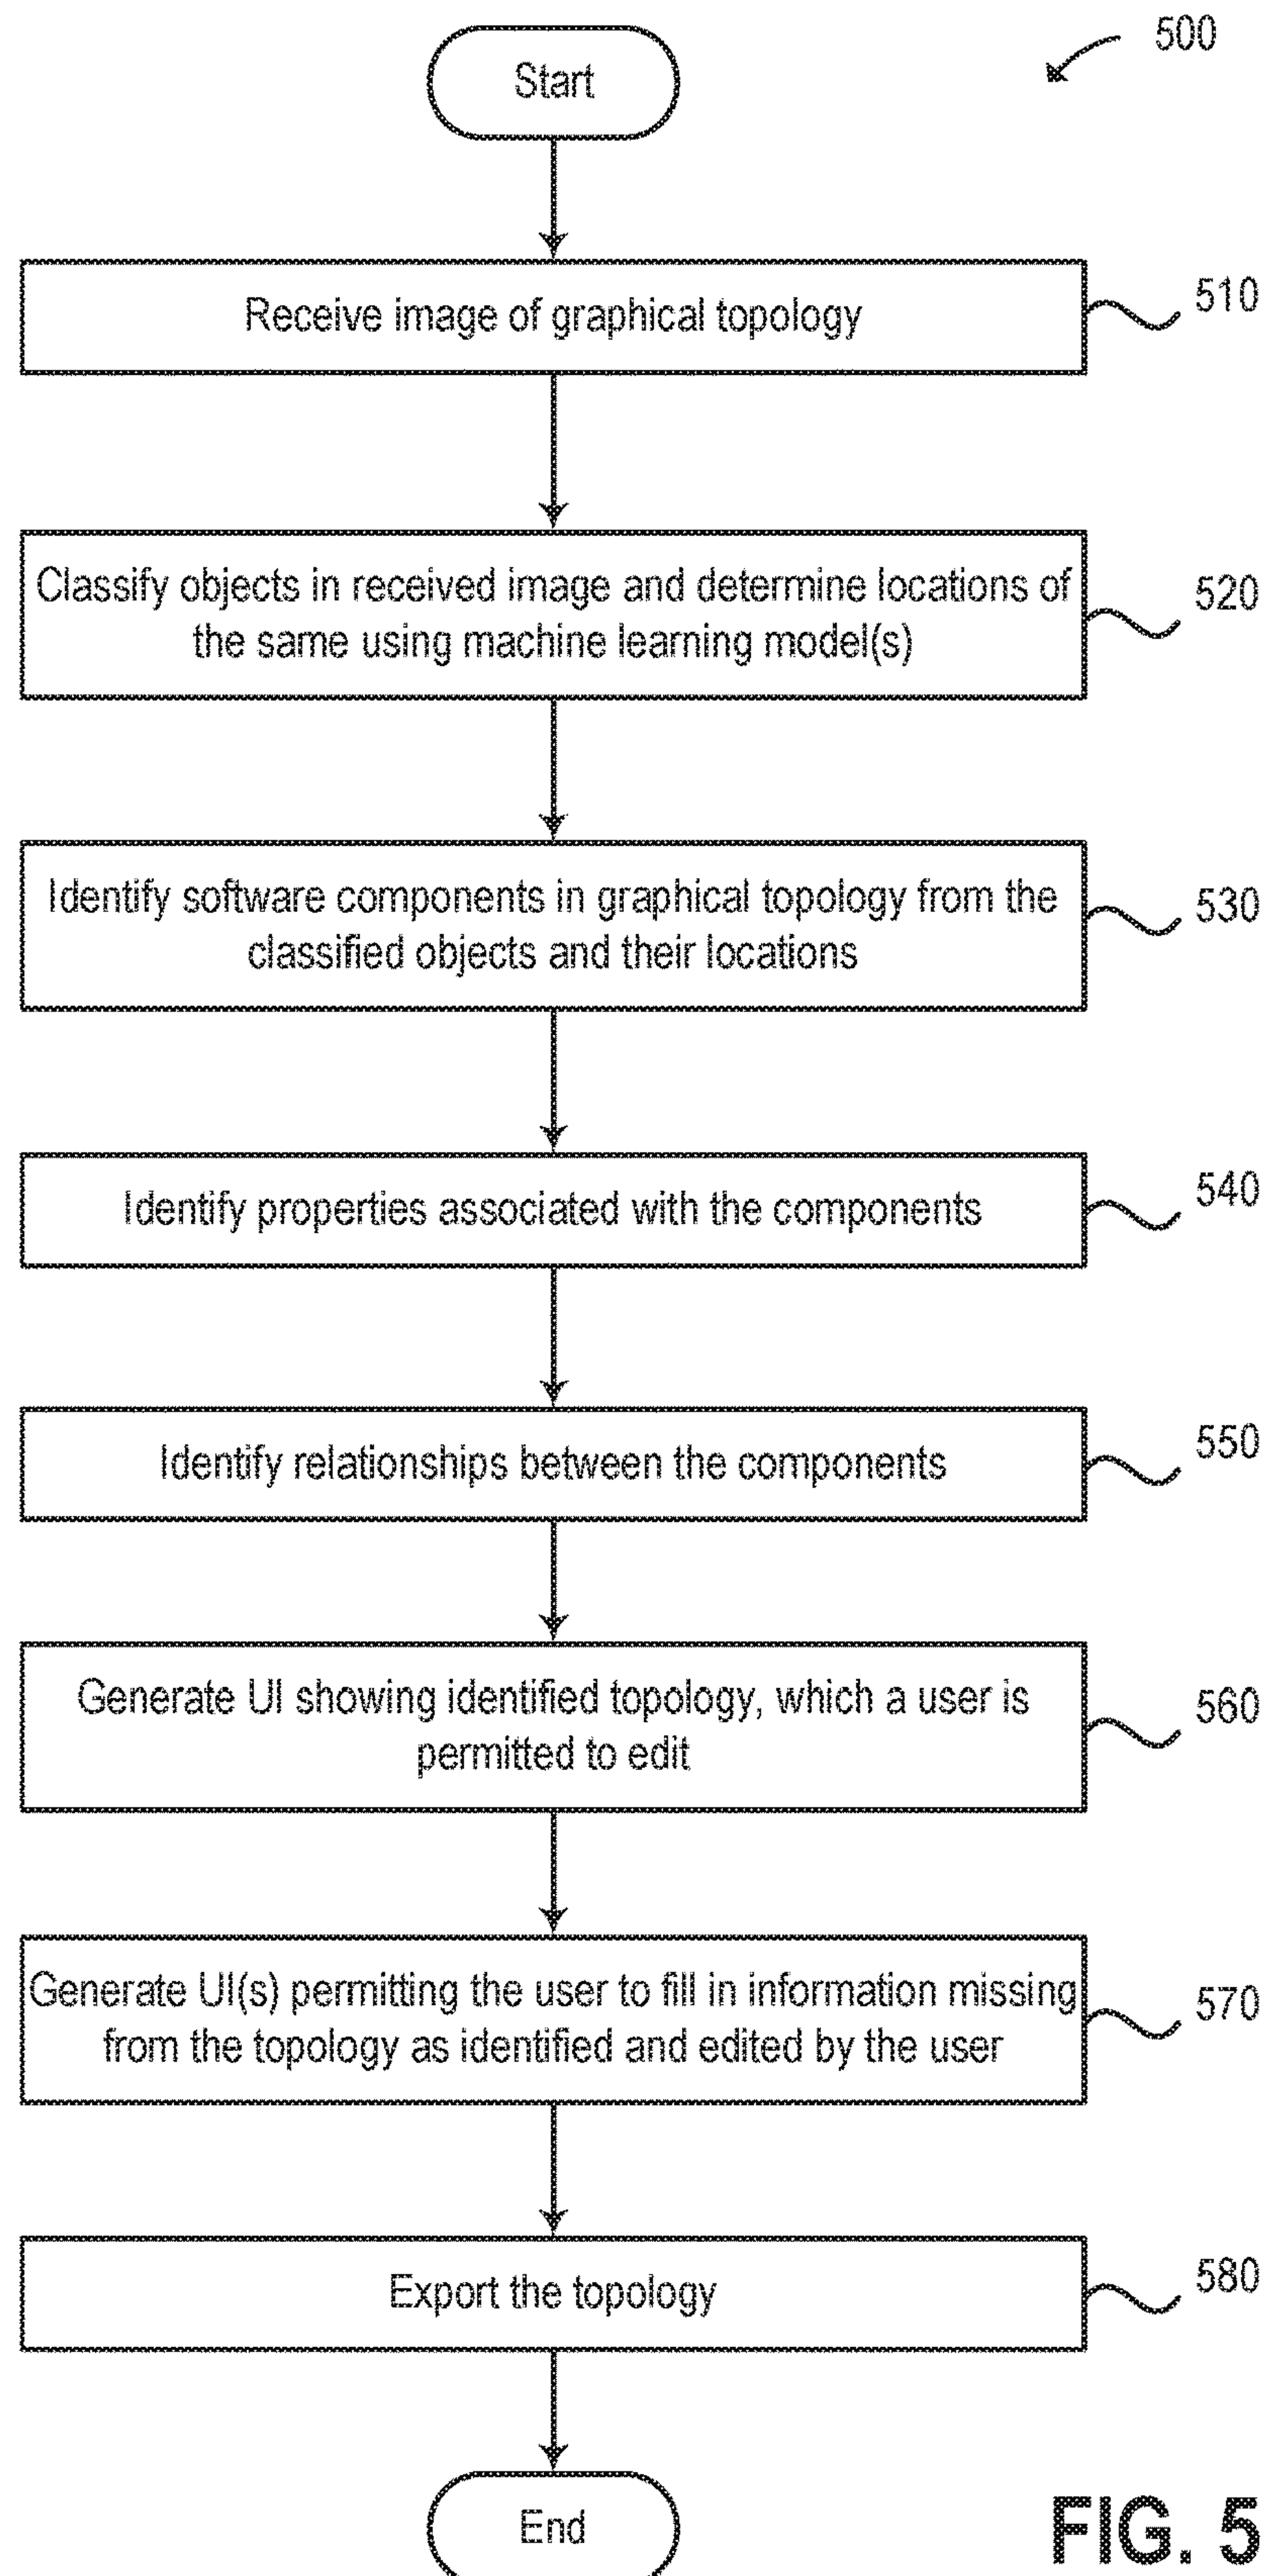 500
Start
Receive image of graphical topology
510
Classify objects in received image and determine locations of
the same using machine learning model(s)
520
Identify software components in graphical topology from the
classified objects and their locations
530
Identify properties associated with the components
540
Identify relationships between the components
550
Generate UI showing identified topology, which a user is
permitted to edit
560
Generate UI(s) permitting the user to fill in information missing
from the topology as identified and edited by the user
570
Export the topology
580
End
FIG. 5